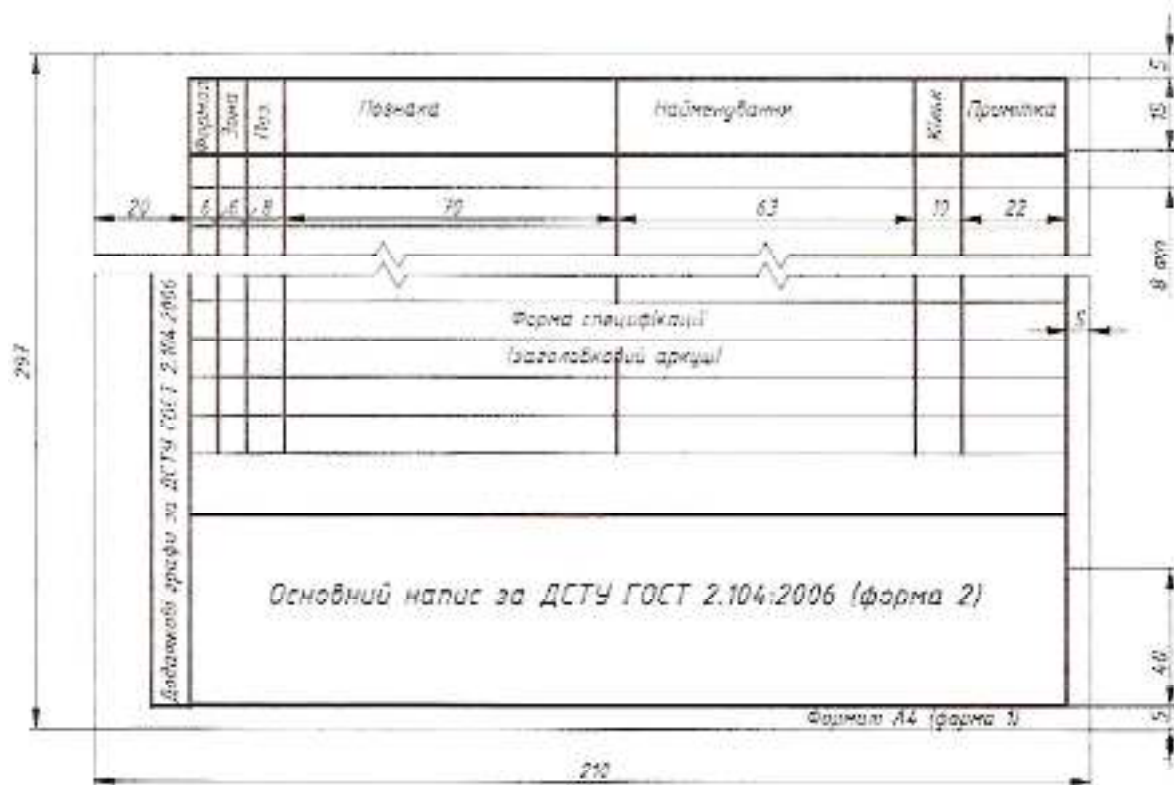 5
Формат
Зона
Поз.
Познака
Найменування
Кільк
Примітка
15
20
6
6
8
70
63
10
22
8 min
297
Додаткові графи за ДСТУ ГОСТ 2.104-2006
Форма специфікації
(заголовковий аркуш)
5
Основний напис за ДСТУ ГОСТ 2.104:2006 (форма 2)
40
Формат А4 (форма 1)
5
210